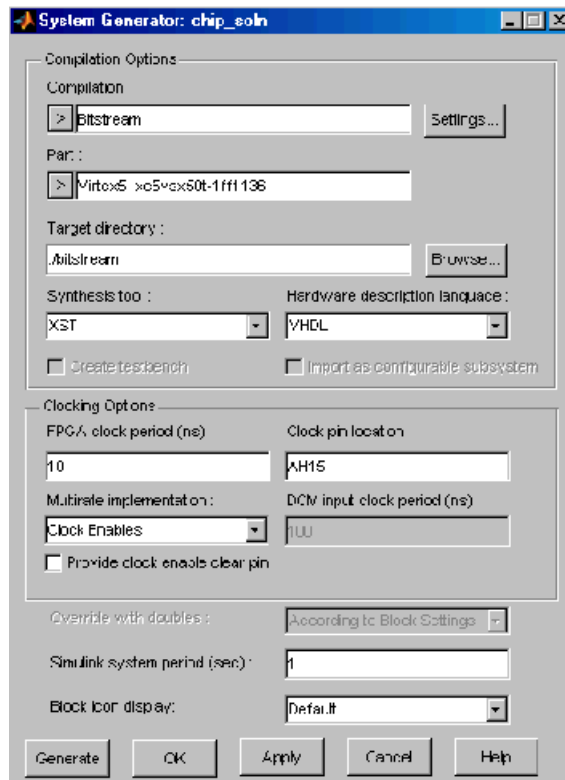 System Generator: chip_soln
Compilation Options
Compilation
> Bitstream Settings...
Part :
> Virtex5 xc5vsx50t-1ff1136
Target directory :
./bitstream Browse...
Synthesis tool : Hardware description language :
XST VHDL
Create testbench Import as configurable subsystem
Clocking Options
FPGA clock period (ns) Clock pin location
10 AH15
Multirate implementation : DCM input clock period (ns)
Clock Enables 100
Provide clock enable clear pin
Override with doubles : According to Block Settings
Simulink system period (sec) : 1
Block icon display: Default
Generate OK Apply Cancel Help